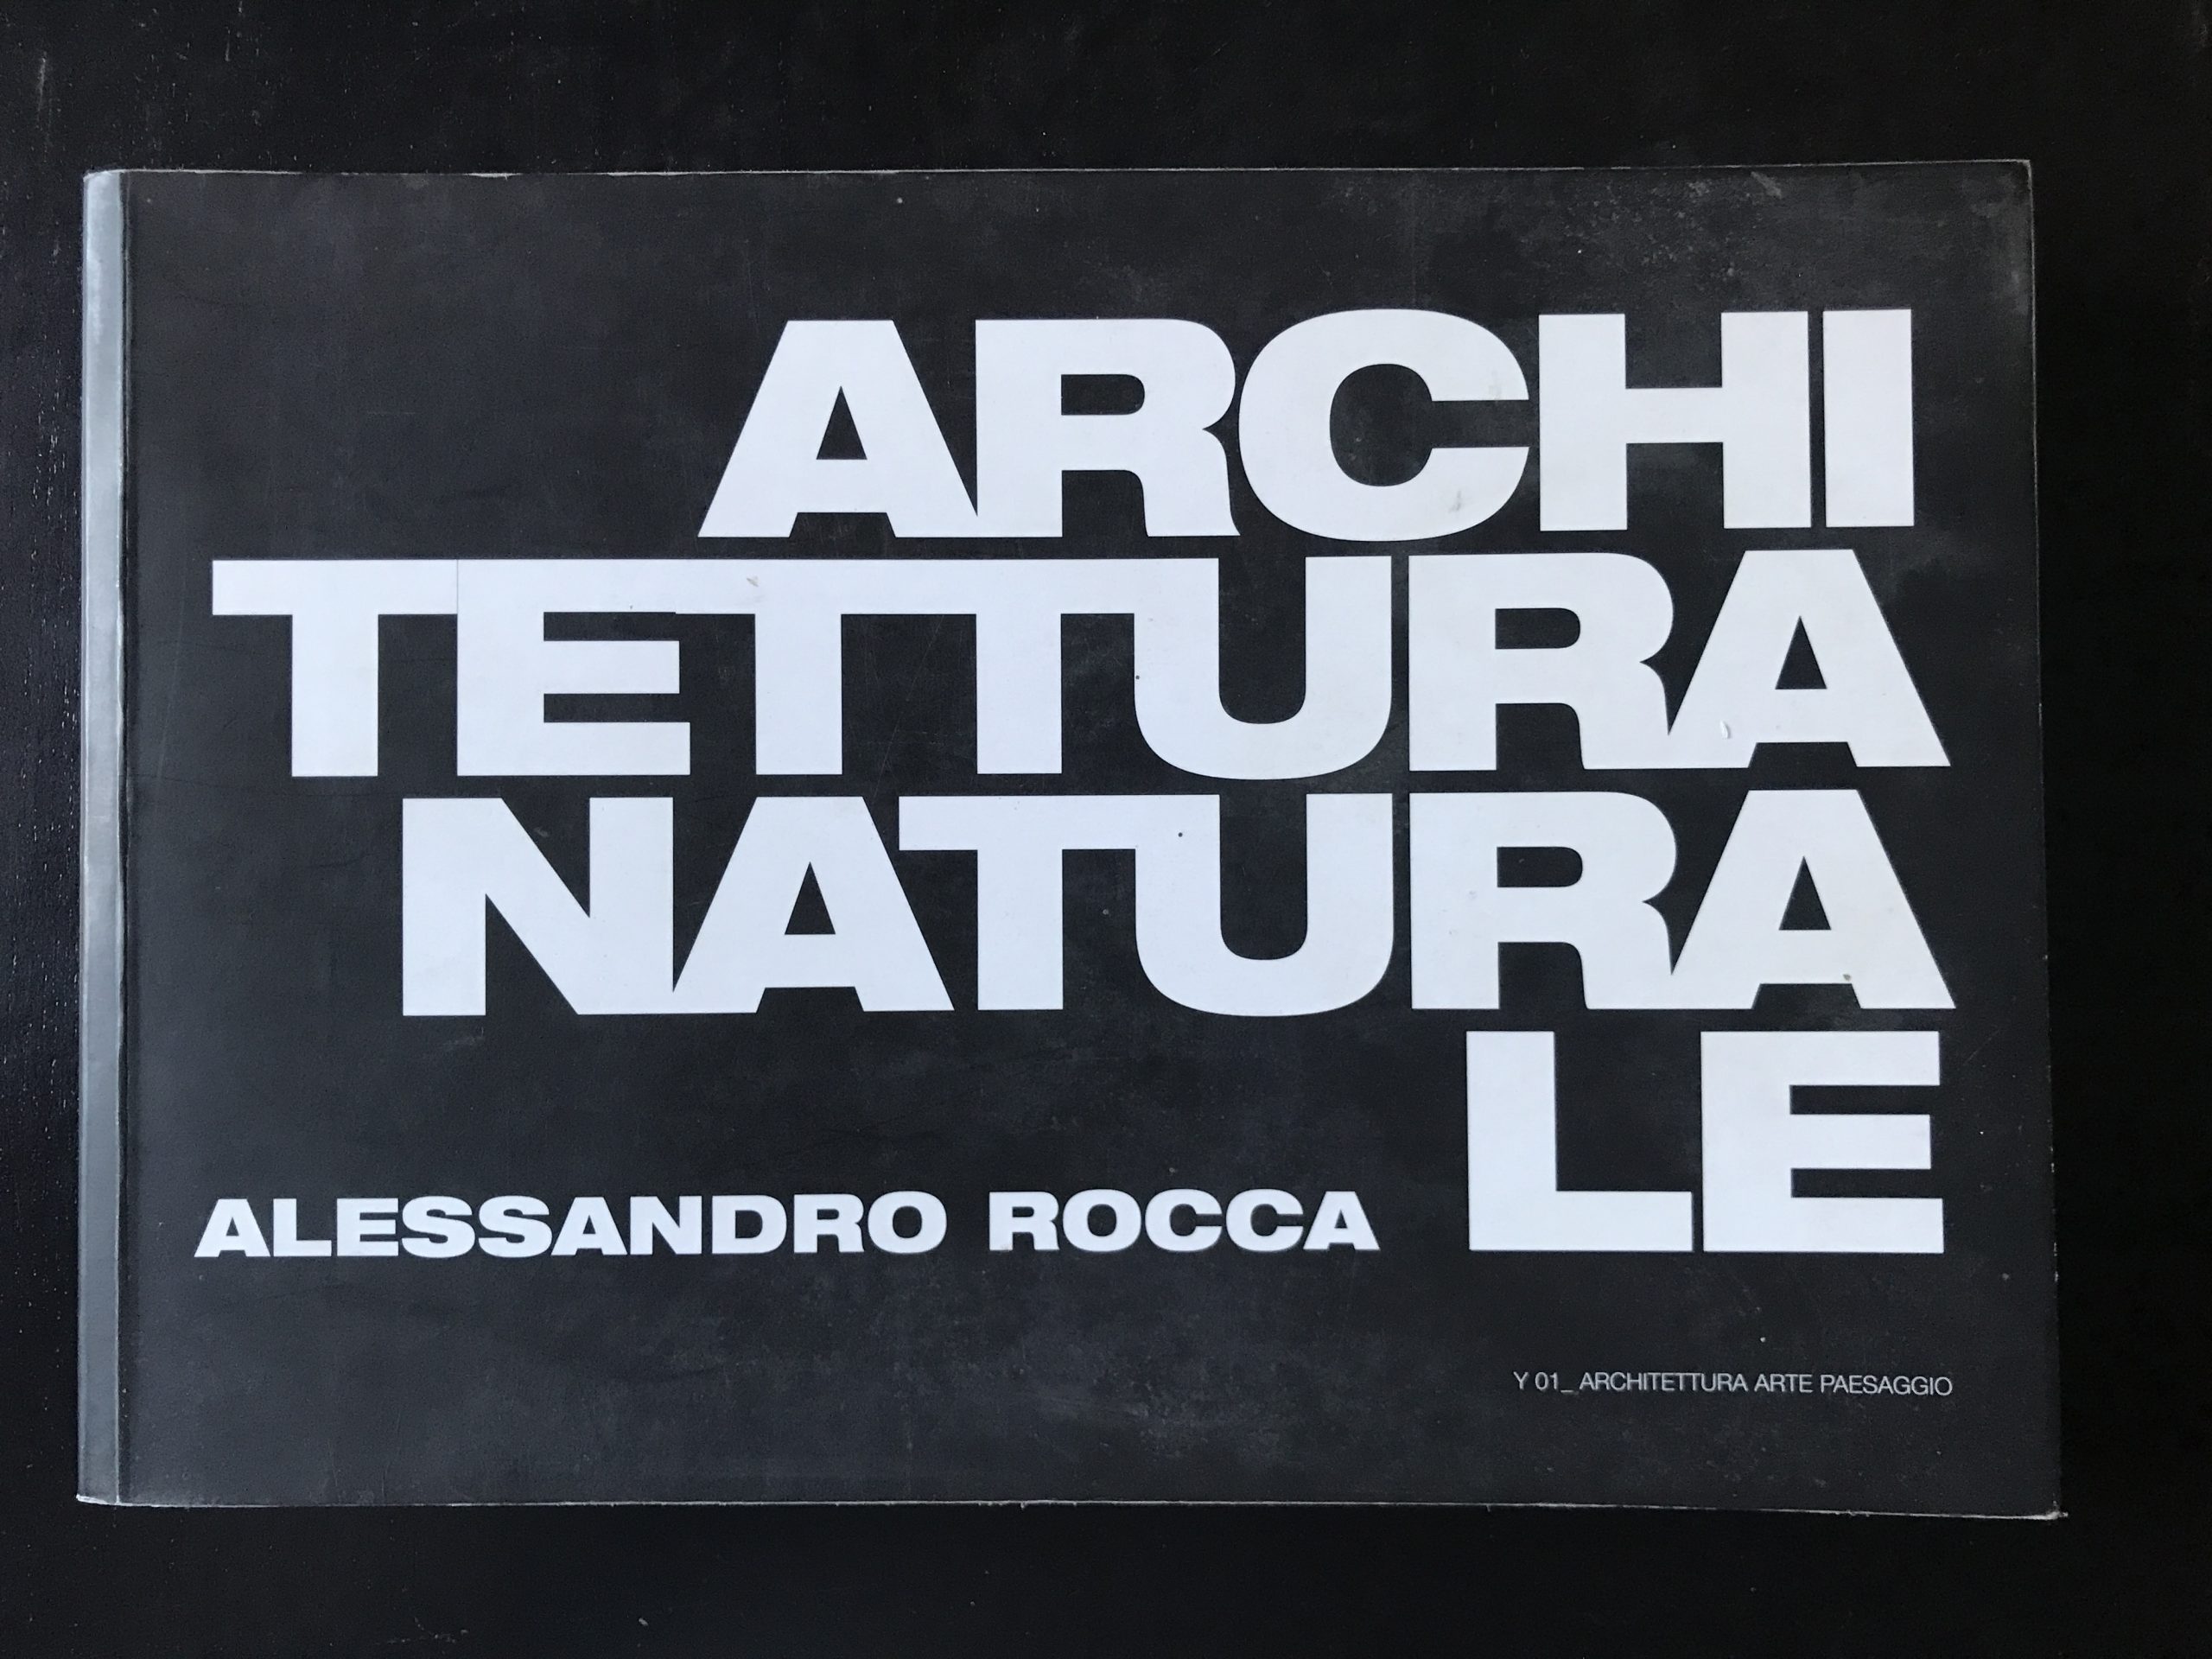 ARCHI
TETTURA
NATURA
LE
ALESSANDRO ROCCA
Y 01_ ARCHITETTURA ARTE PAESAGGIO